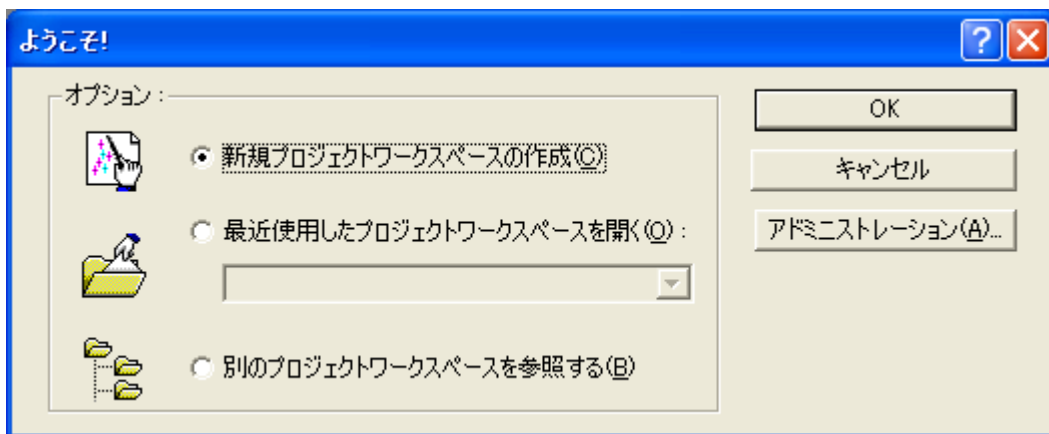 ようこそ!
オプション :
新規プロジェクトワークスペースの作成(C)
最近使用したプロジェクトワークスペースを開く(O) :
別のプロジェクトワークスペースを参照する(B)
OK
キャンセル
アドミニストレーション(A)...